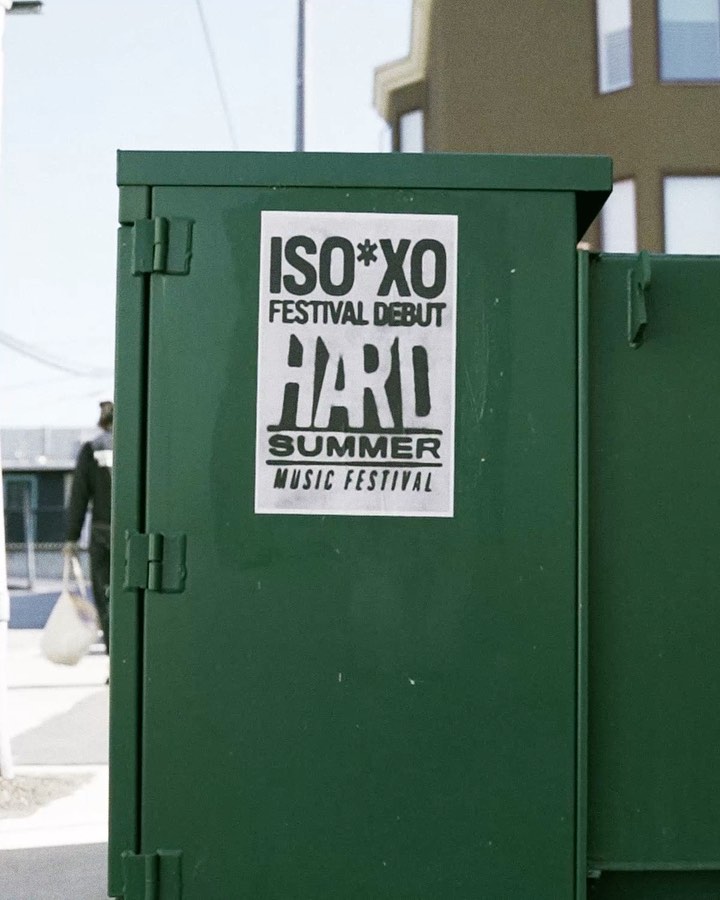 ISO*XO
FESTIVAL DEBUT
HARD
SUMMER
MUSIC FESTIVAL